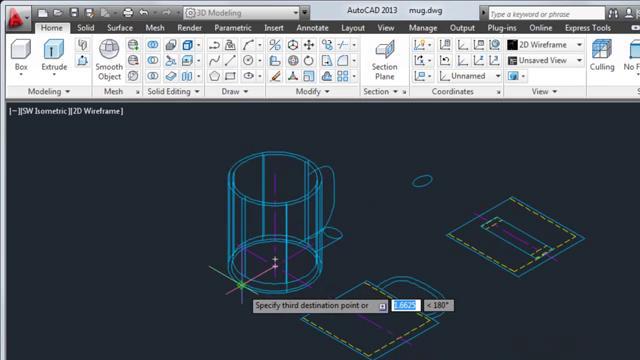 3D Modeling
AutoCAD 2013 mug.dwg
Type a keyword or phrase
Home Solid Surface Mesh Render Parametric Insert Annotate View Manage Output Plug-ins Online Express Tools
Box Extrude Smooth Object Section Plane 2D Wireframe Culling
Unsaved View
Unnamed
Modeling Mesh Solid Editing Draw Modify Section Coordinates View
[−][SW Isometric][2D Wireframe]
Specify third destination point or 1.6625 < 180°